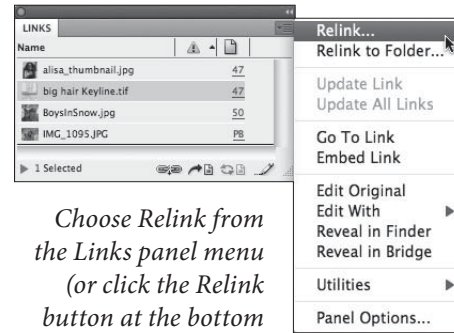 LINKS
Name
alisa_thumbnail.jpg 47
big hair Keyline.tif 47
BoysInSnow.jpg 50
IMG_1095.JPG PB
1 Selected
Relink...
Relink to Folder...
Update Link
Update All Links
Go To Link
Embed Link
Edit Original
Edit With
Reveal in Finder
Reveal in Bridge
Utilities
Panel Options...
Choose Relink from
the Links panel menu
(or click the Relink
button at the bottom